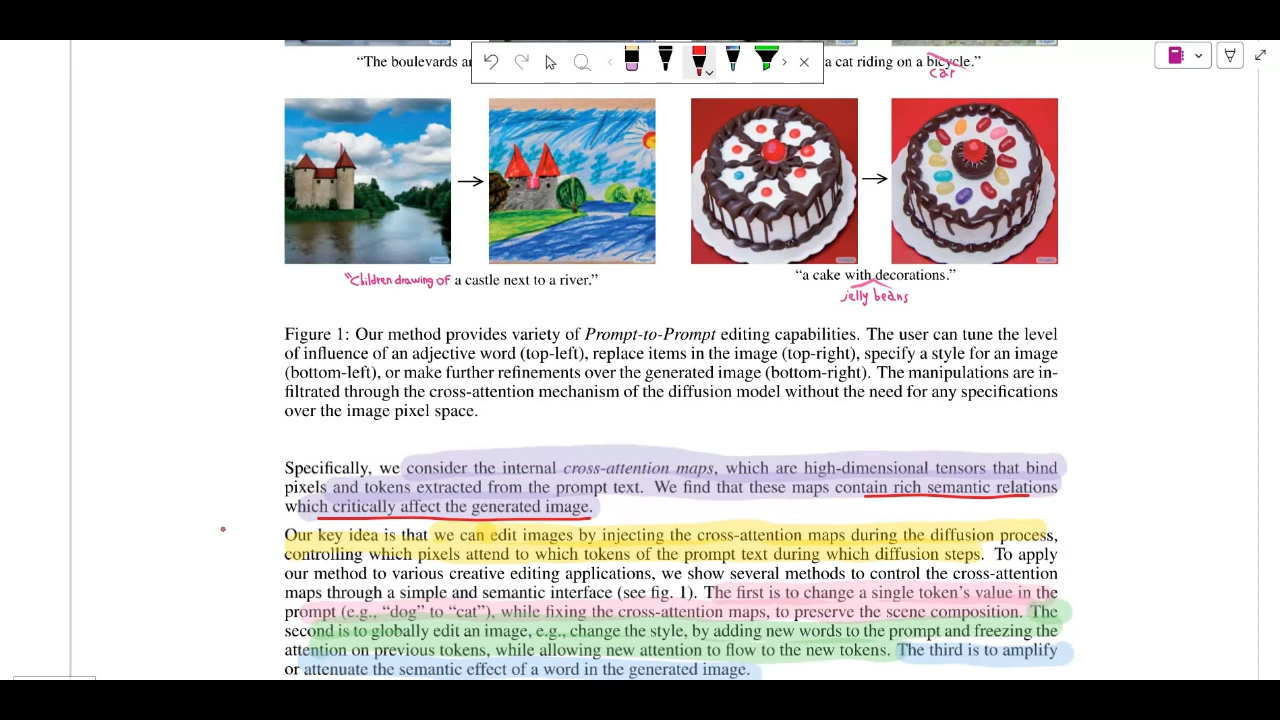 “The boulevards a
a cat riding on a bicycle.”
car
“Children drawing of a castle next to a river.”
“a cake with decorations.”
jelly beans
Figure 1: Our method provides variety of Prompt-to-Prompt editing capabilities. The user can tune the level
of influence of an adjective word (top-left), replace items in the image (top-right), specify a style for an image
(bottom-left), or make further refinements over the generated image (bottom-right). The manipulations are in-
filtrated through the cross-attention mechanism of the diffusion model without the need for any specifications
over the image pixel space.
Specifically, we consider the internal cross-attention maps, which are high-dimensional tensors that bind
pixels and tokens extracted from the prompt text. We find that these maps contain rich semantic relations
which critically affect the generated image.
Our key idea is that we can edit images by injecting the cross-attention maps during the diffusion process,
controlling which pixels attend to which tokens of the prompt text during which diffusion steps. To apply
our method to various creative editing applications, we show several methods to control the cross-attention
maps through a simple and semantic interface (see fig. 1). The first is to change a single token’s value in the
prompt (e.g., “dog” to “cat”), while fixing the cross-attention maps, to preserve the scene composition. The
second is to globally edit an image, e.g., change the style, by adding new words to the prompt and freezing the
attention on previous tokens, while allowing new attention to flow to the new tokens. The third is to amplify
or attenuate the semantic effect of a word in the generated image.